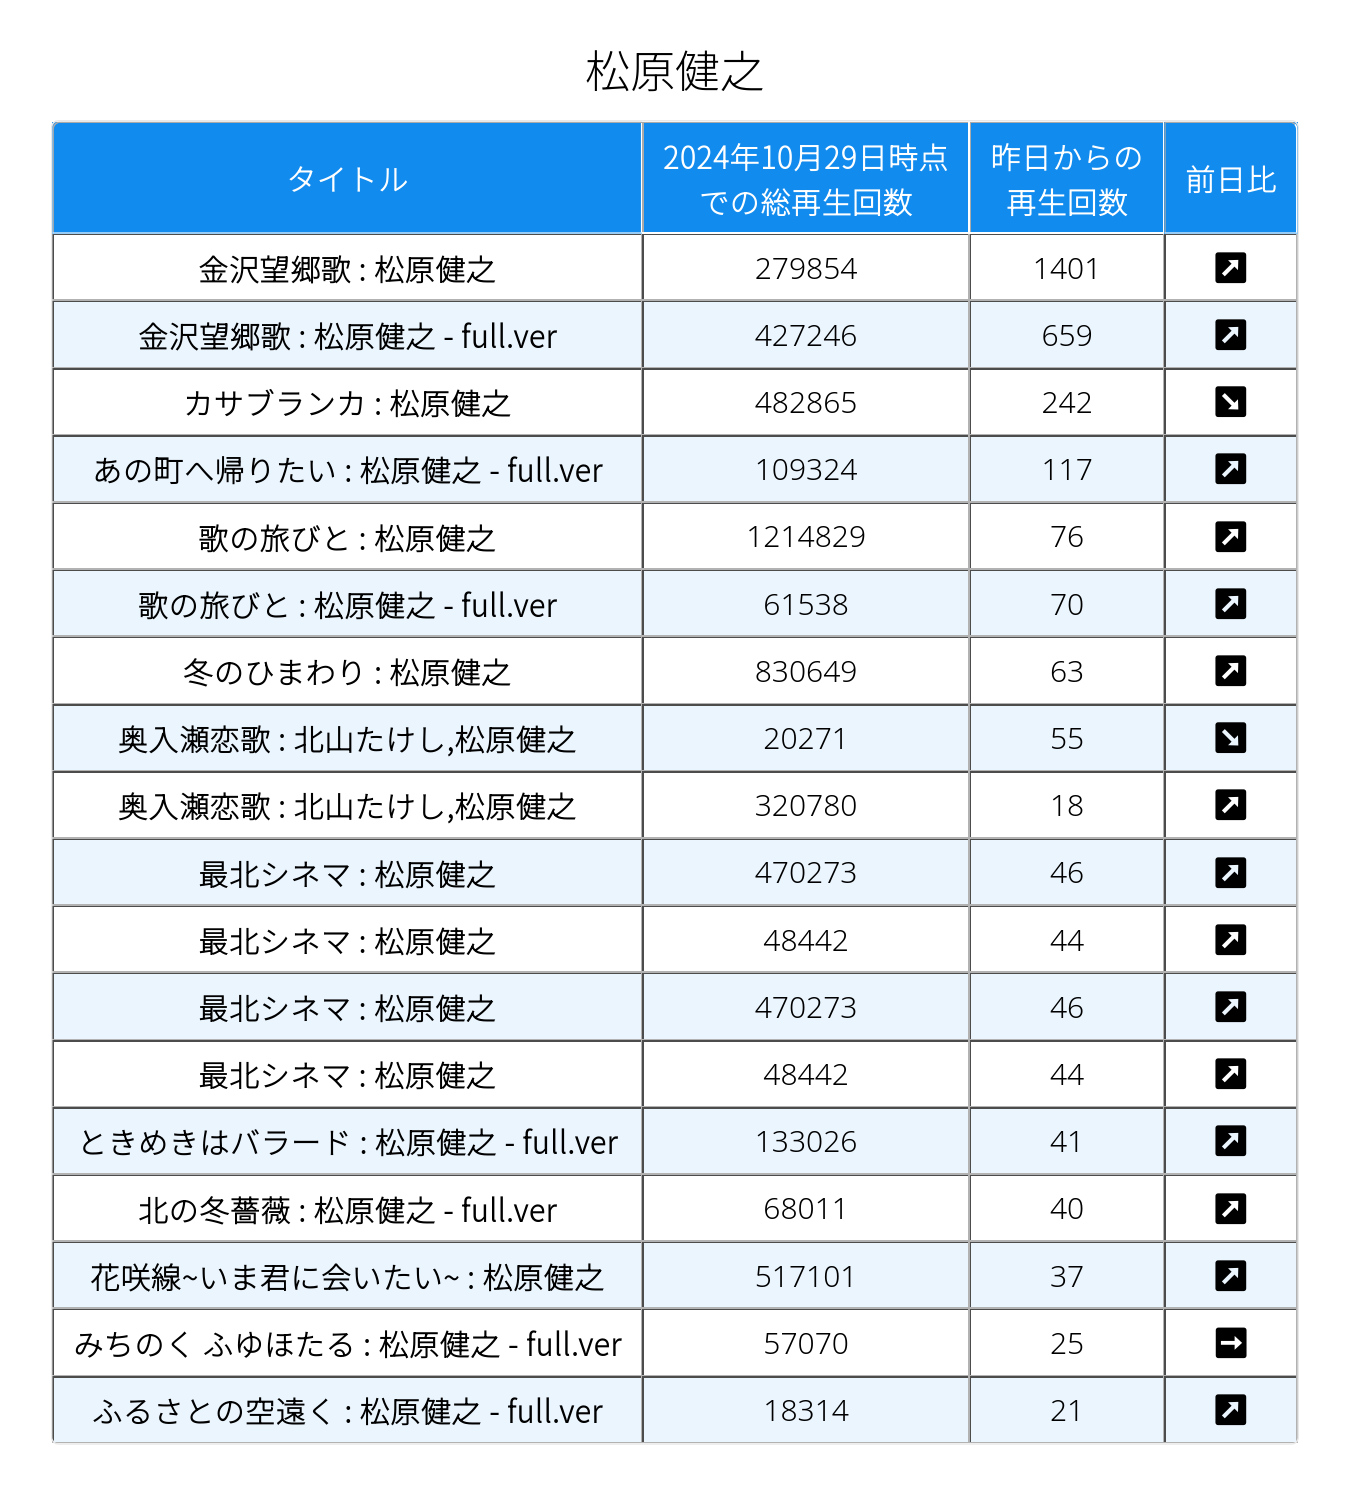 松原健之
タイトル 2024年10月29日時点での総再生回数 昨日からの再生回数 前日比
金沢望郷歌 : 松原健之 279854 1401 ↗
金沢望郷歌 : 松原健之 - full.ver 427246 659 ↗
カサブランカ : 松原健之 482865 242 ↘
あの町へ帰りたい : 松原健之 - full.ver 109324 117 ↗
歌の旅びと : 松原健之 1214829 76 ↗
歌の旅びと : 松原健之 - full.ver 61538 70 ↗
冬のひまわり : 松原健之 830649 63 ↗
奥入瀬恋歌 : 北山たけし,松原健之 20271 55 ↘
奥入瀬恋歌 : 北山たけし,松原健之 320780 18 ↗
最北シネマ : 松原健之 470273 46 ↗
最北シネマ : 松原健之 48442 44 ↗
最北シネマ : 松原健之 470273 46 ↗
最北シネマ : 松原健之 48442 44 ↗
ときめきはバラード : 松原健之 - full.ver 133026 41 ↗
北の冬薔薇 : 松原健之 - full.ver 68011 40 ↗
花咲線~いま君に会いたい~ : 松原健之 517101 37 ↗
みちのく ふゆほたる : 松原健之 - full.ver 57070 25 →
ふるさとの空遠く : 松原健之 - full.ver 18314 21 ↗